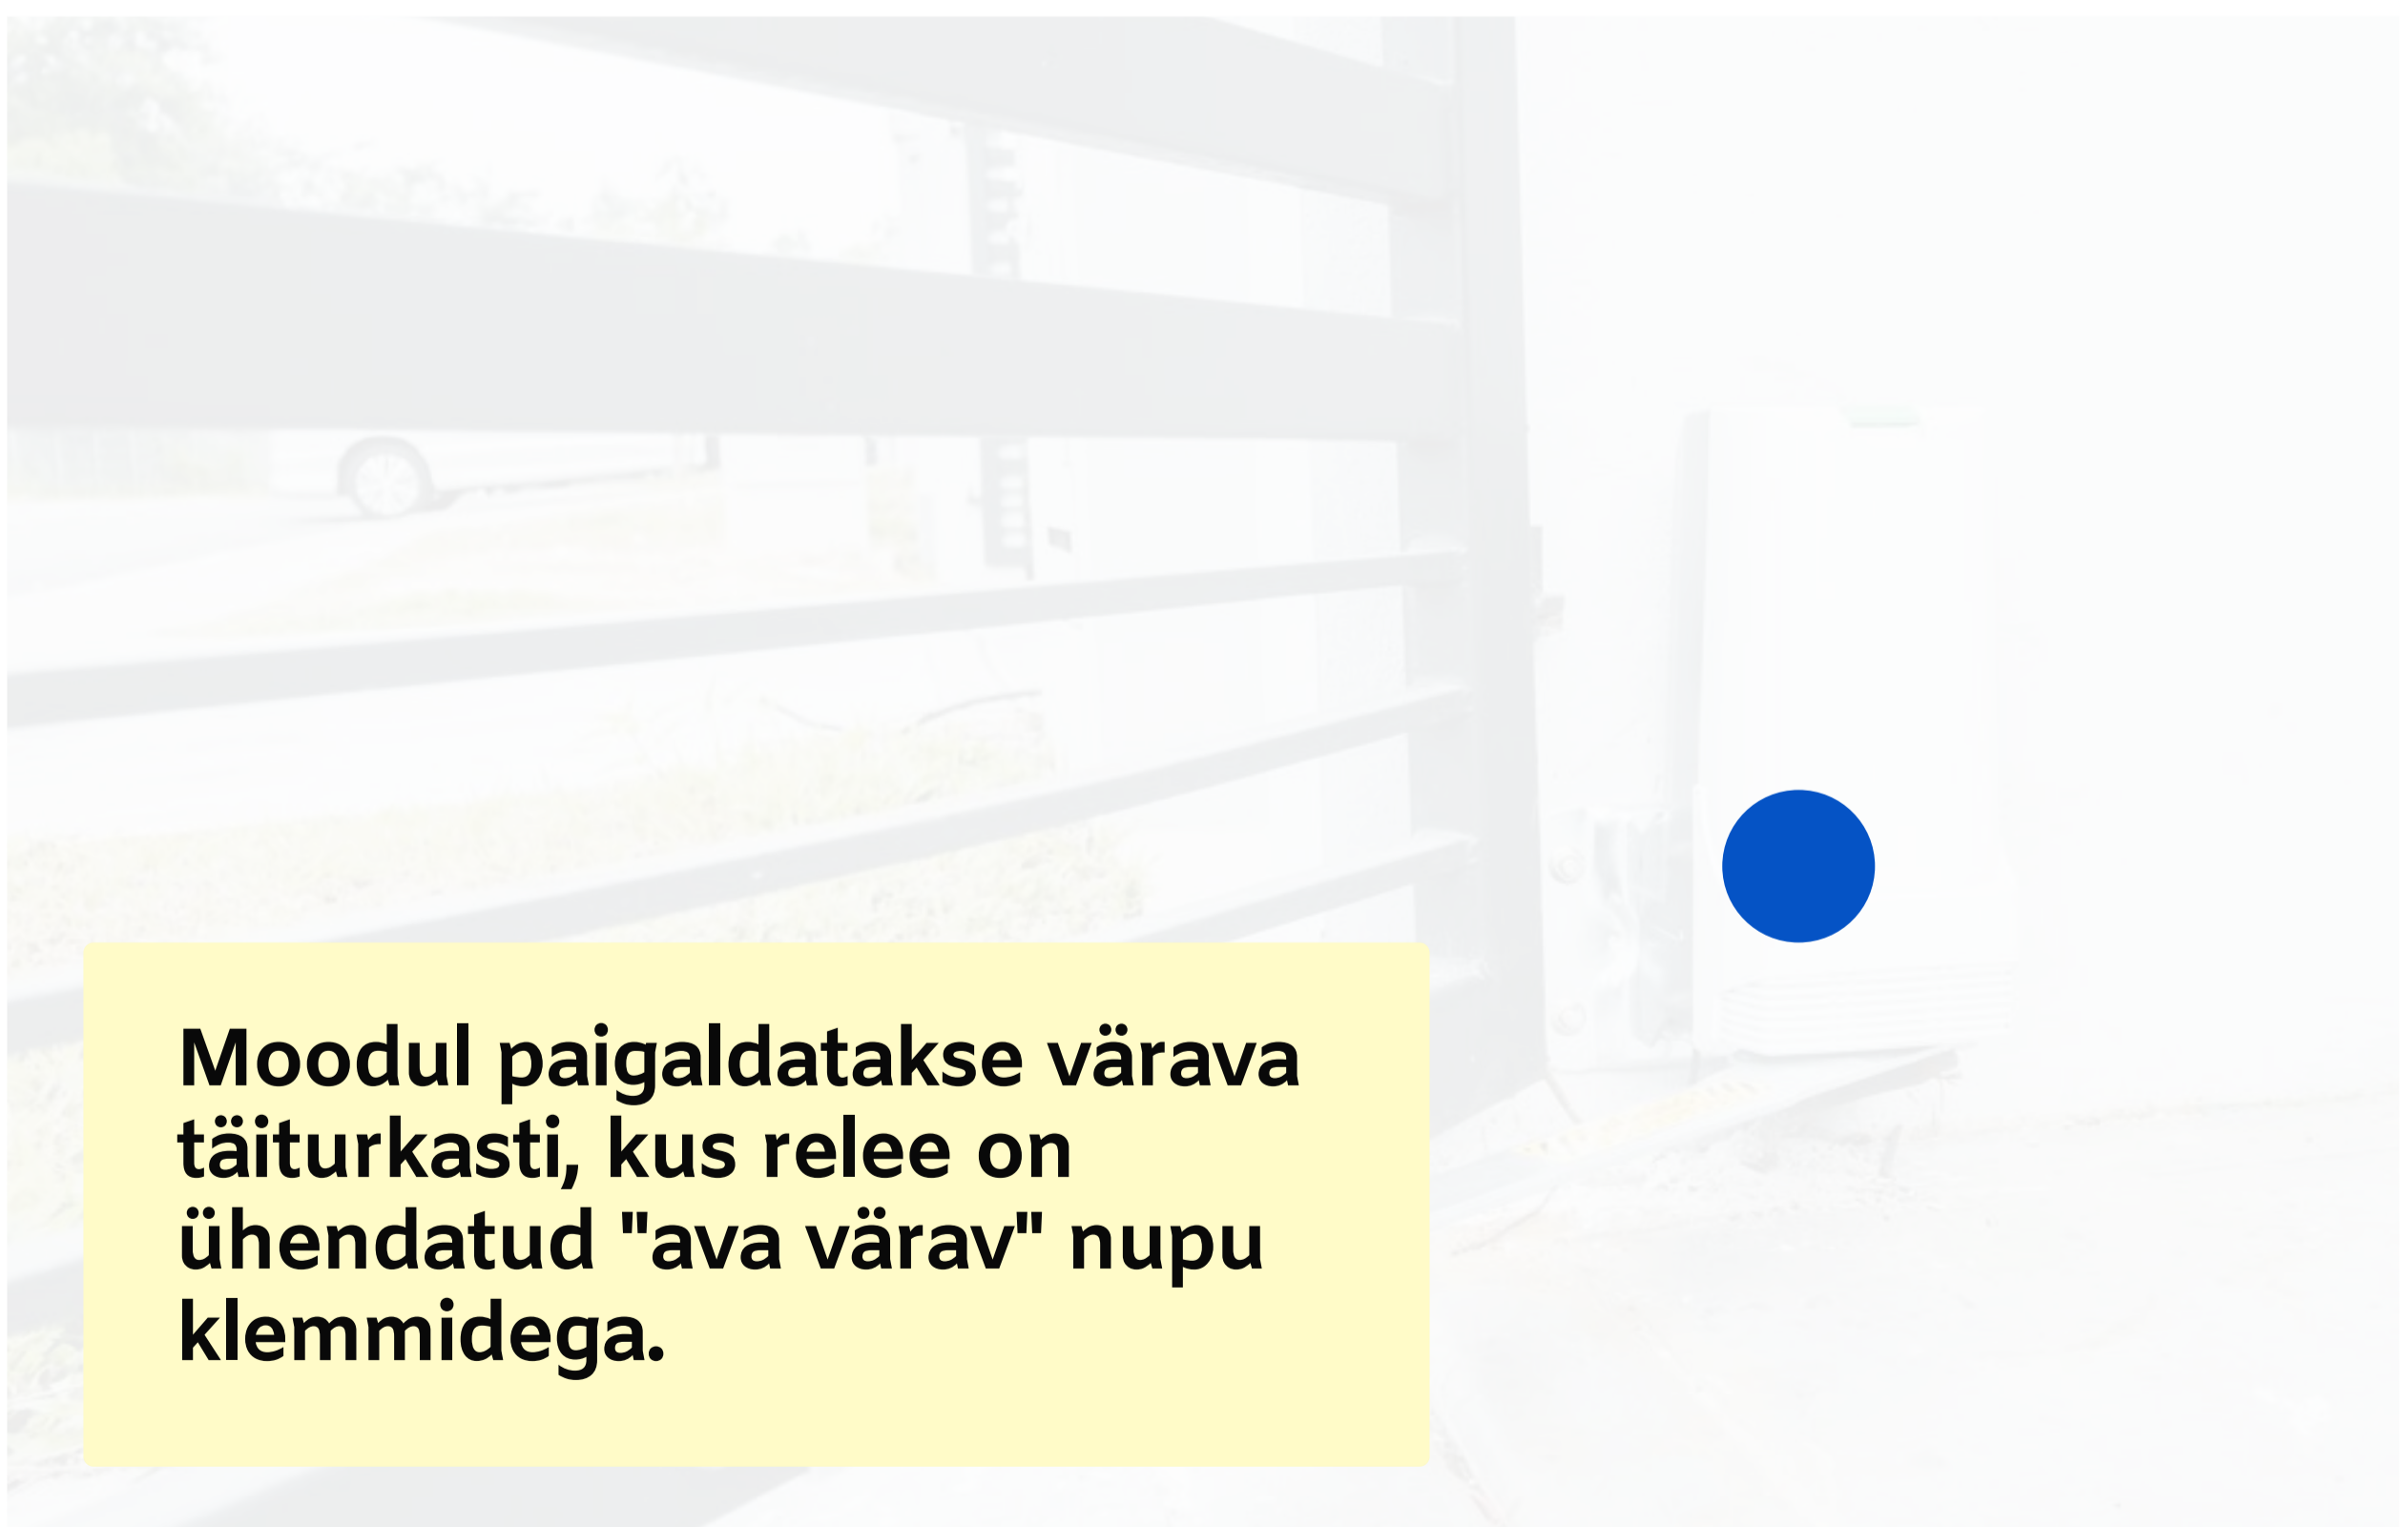 Moodul paigaldatakse värava
täiturkasti, kus relee on
ühendatud "ava värav" nupu
klemmidega.